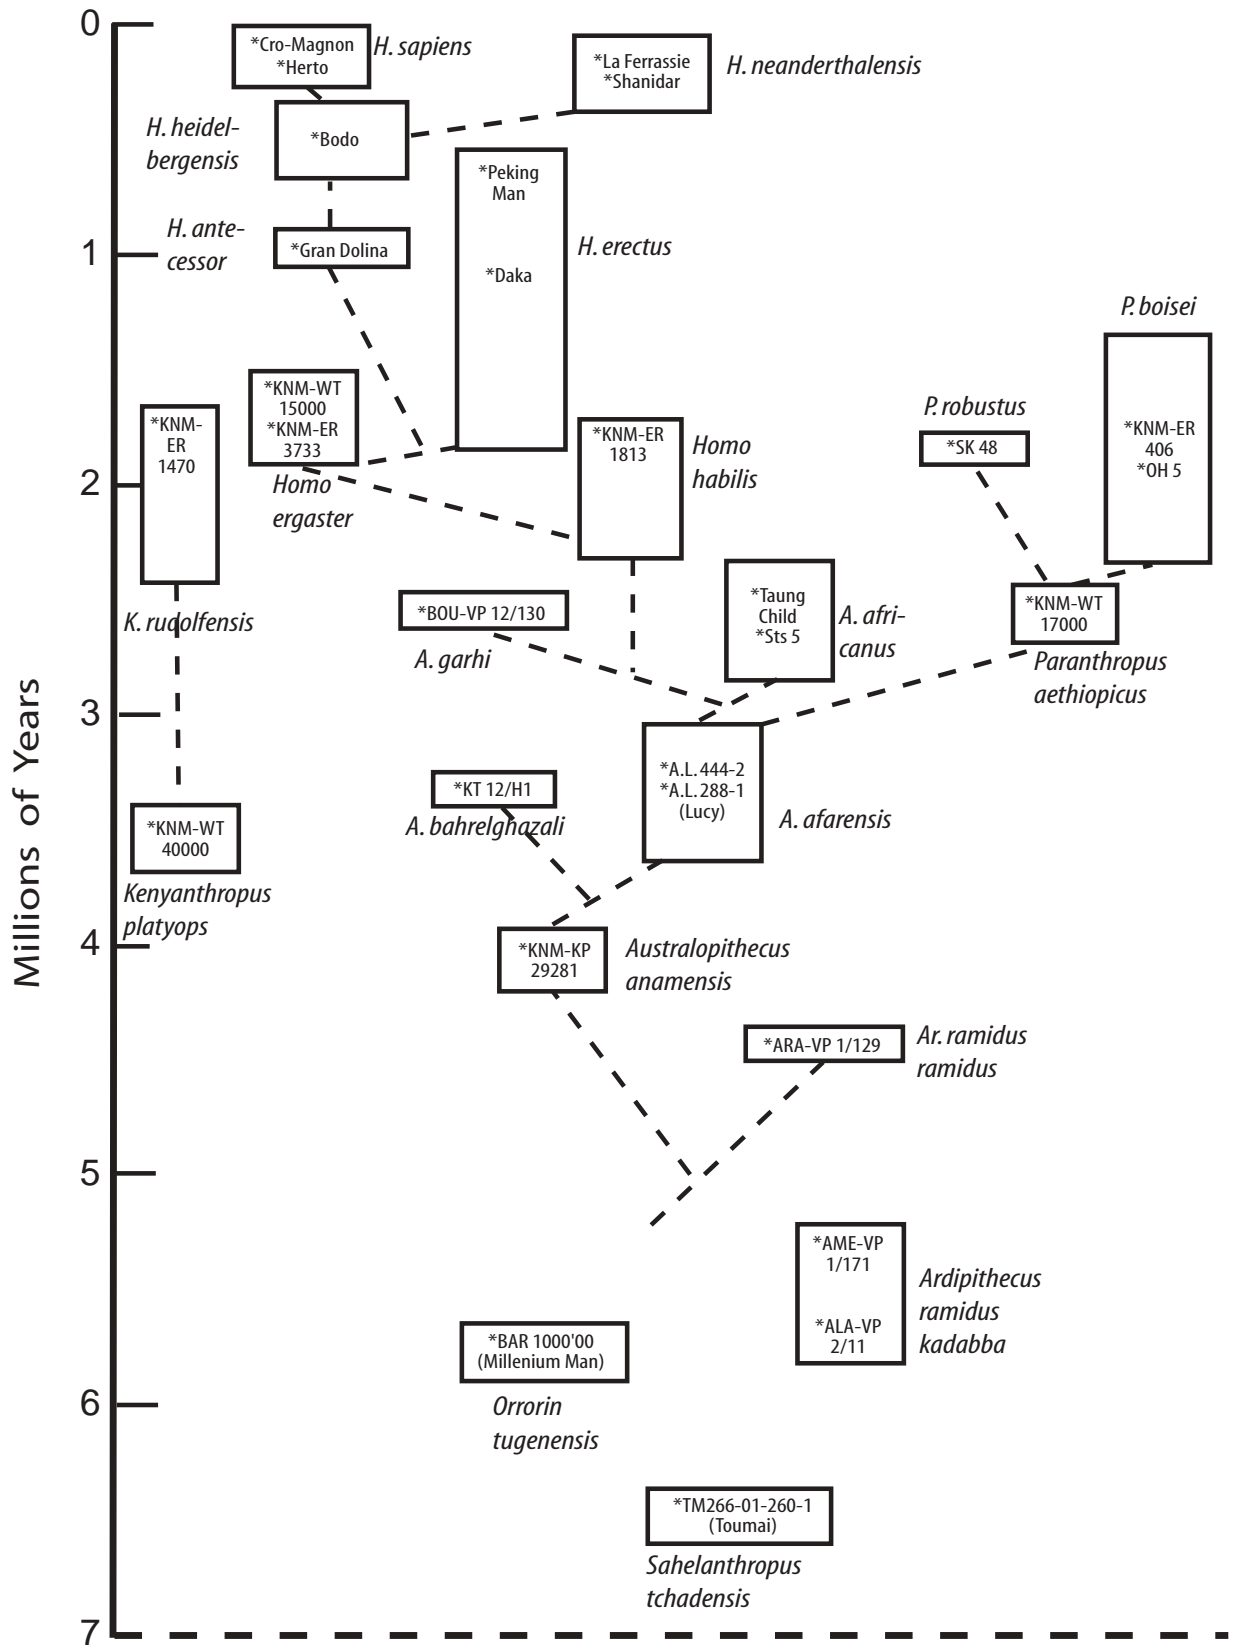 0
*Cro-Magnon
*Herto
H. sapiens
*La Ferrassie
*Shanidar
H. neanderthalensis
H. heidel-
bergensis
*Bodo
*Peking
Man
*Daka
H. erectus
H. ante-
cessor
*Gran Dolina
1
P. boisei
*KNM-ER
406
*OH 5
P. robustus
*SK 48
*KNM-WT
15000
*KNM-ER
3733
Homo
ergaster
*KNM-
ER
1470
K. rudolfensis
*KNM-ER
1813
Homo
habilis
2
*BOU-VP 12/130
A. garhi
*Taung
Child
*Sts 5
A. afri-
canus
*KNM-WT
17000
Paranthropus
aethiopicus
3
Millions of Years
*KT 12/H1
A. bahrelghazali
*A.L. 444-2
*A.L. 288-1
(Lucy)
A. afarensis
*KNM-WT
40000
Kenyanthropus
platyops
4
*KNM-KP
29281
Australopithecus
anamensis
*ARA-VP 1/129
Ar. ramidus
ramidus
5
*AME-VP
1/171
*ALA-VP
2/11
Ardipithecus
ramidus
kadabba
*BAR 1000'00
(Millenium Man)
Orrorin
tugenensis
6
*TM266-01-260-1
(Toumai)
Sahelanthropus
tchadensis
7